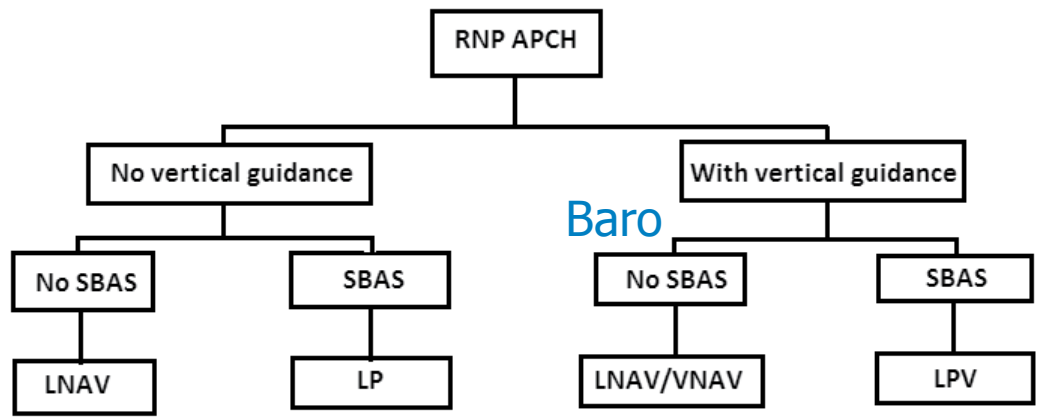 RNP APCH
No vertical guidance
With vertical guidance
Baro
No SBAS
SBAS
No SBAS
SBAS
LNAV
LP
LNAV/VNAV
LPV